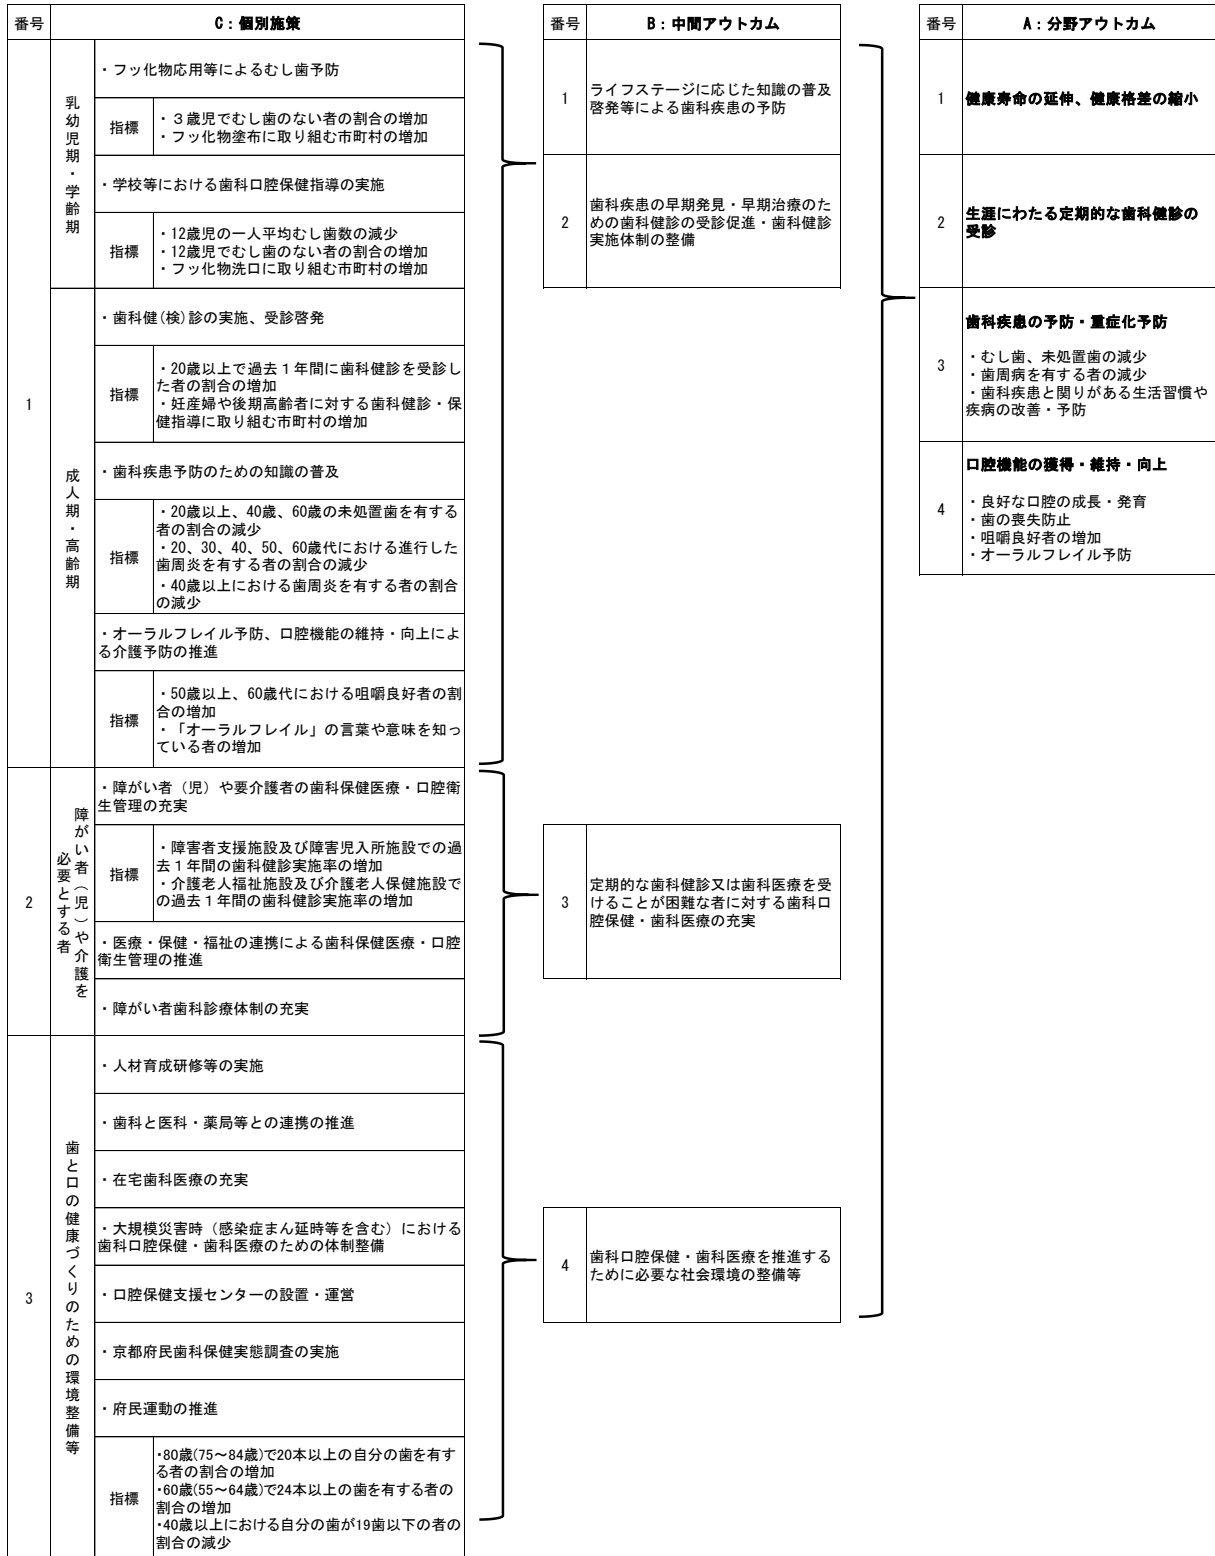 番号
C：個別施策
1
乳幼児期・学齢期
・フッ化物応用等によるむし歯予防
指標
・３歳児でむし歯のない者の割合の増加
・フッ化物塗布に取り組む市町村の増加
・学校等における歯科口腔保健指導の実施
指標
・12歳児の一人平均むし歯数の減少
・12歳児でむし歯のない者の割合の増加
・フッ化物洗口に取り組む市町村の増加
成人期・高齢期
・歯科健(検)診の実施、受診啓発
指標
・20歳以上で過去１年間に歯科健診を受診し
た者の割合の増加
・妊産婦や後期高齢者に対する歯科健診・保
健指導に取り組む市町村の増加
・歯科疾患予防のための知識の普及
指標
・20歳以上、40歳、60歳の未処置歯を有する
者の割合の減少
・20、30、40、50、60歳代における進行した
歯周炎を有する者の割合の減少
・40歳以上における歯周炎を有する者の割合
の減少
・オーラルフレイル予防、口腔機能の維持・向上によ
る介護予防の推進
指標
・50歳以上、60歳代における咀嚼良好者の割
合の増加
・「オーラルフレイル」の言葉や意味を知っ
ている者の増加
2
障がい者（児）や介護を
必要とする者
・障がい者（児）や要介護者の歯科保健医療・口腔衛
生管理の充実
指標
・障害者支援施設及び障害児入所施設での過
去１年間の歯科健診実施率の増加
・介護老人福祉施設及び介護老人保健施設で
の過去１年間の歯科健診実施率の増加
・医療・保健・福祉の連携による歯科保健医療・口腔
衛生管理の推進
・障がい者歯科診療体制の充実
3
歯と口の健康づくりのための環境整備等
・人材育成研修等の実施
・歯科と医科・薬局等との連携の推進
・在宅歯科医療の充実
・大規模災害時（感染症まん延時等を含む）における
歯科口腔保健・歯科医療のための体制整備
・口腔保健支援センターの設置・運営
・京都府民歯科保健実態調査の実施
・府民運動の推進
指標
・80歳(75～84歳)で20本以上の自分の歯を有す
る者の割合の増加
・60歳(55～64歳)で24本以上の歯を有する者の
割合の増加
・40歳以上における自分の歯が19歯以下の者の
割合の減少
番号
B：中間アウトカム
1
ライフステージに応じた知識の普及
啓発等による歯科疾患の予防
2
歯科疾患の早期発見・早期治療のた
めの歯科健診の受診促進・歯科健診
実施体制の整備
3
定期的な歯科健診又は歯科医療を受
けることが困難な者に対する歯科口
腔保健・歯科医療の充実
4
歯科口腔保健・歯科医療を推進する
ために必要な社会環境の整備等
番号
A：分野アウトカム
1
健康寿命の延伸、健康格差の縮小
2
生涯にわたる定期的な歯科健診の
受診
3
歯科疾患の予防・重症化予防
・むし歯、未処置歯の減少
・歯周病を有する者の減少
・歯科疾患と関りがある生活習慣や
疾病の改善・予防
4
口腔機能の獲得・維持・向上
・良好な口腔の成長・発育
・歯の喪失防止
・咀嚼良好者の増加
・オーラルフレイル予防